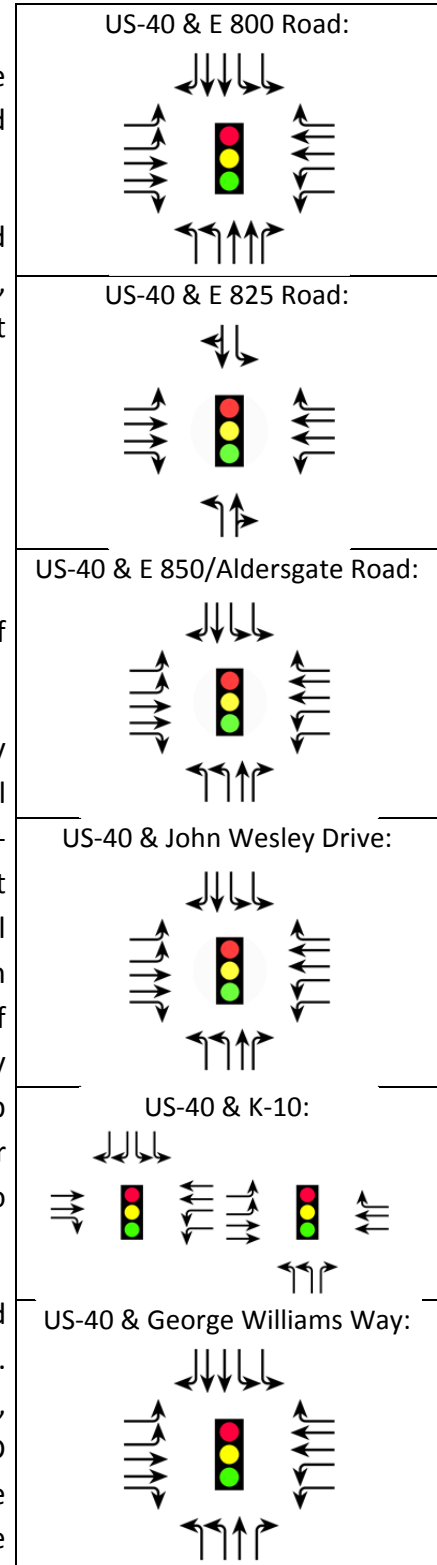 US-40 & E 800 Road:
US-40 & E 825 Road:
US-40 & E 850/Aldersgate Road:
US-40 & John Wesley Drive:
US-40 & K-10:
US-40 & George Williams Way: